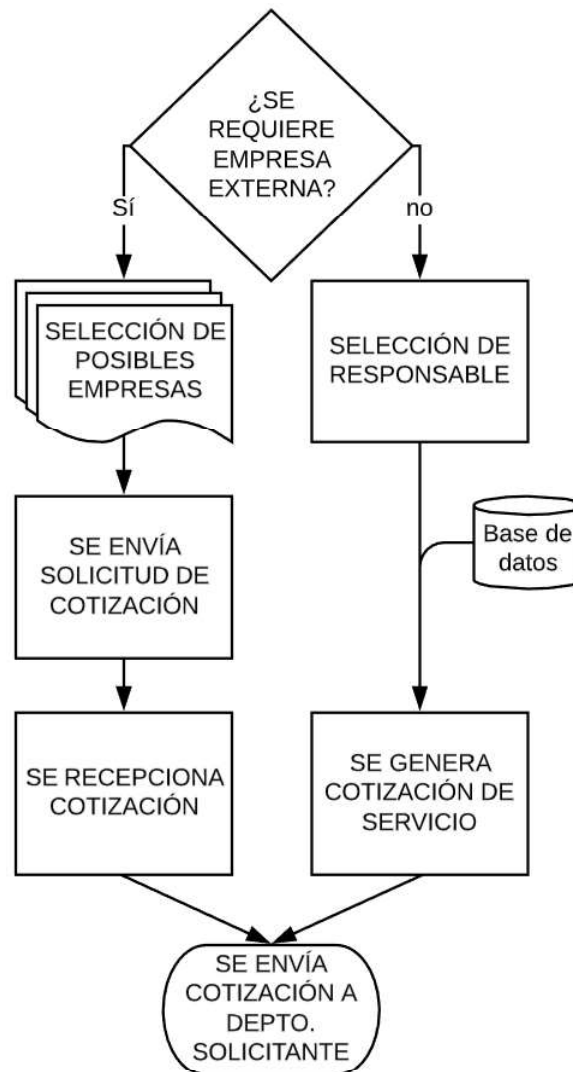 ¿SE
REQUIERE
EMPRESA
EXTERNA?
Sí
no
SELECCIÓN DE
POSIBLES
EMPRESAS
SELECCIÓN DE
RESPONSABLE
Base de
datos
SE ENVÍA
SOLICITUD DE
COTIZACIÓN
SE RECEPCIONA
COTIZACIÓN
SE GENERA
COTIZACIÓN DE
SERVICIO
SE ENVÍA
COTIZACIÓN A
DEPTO.
SOLICITANTE